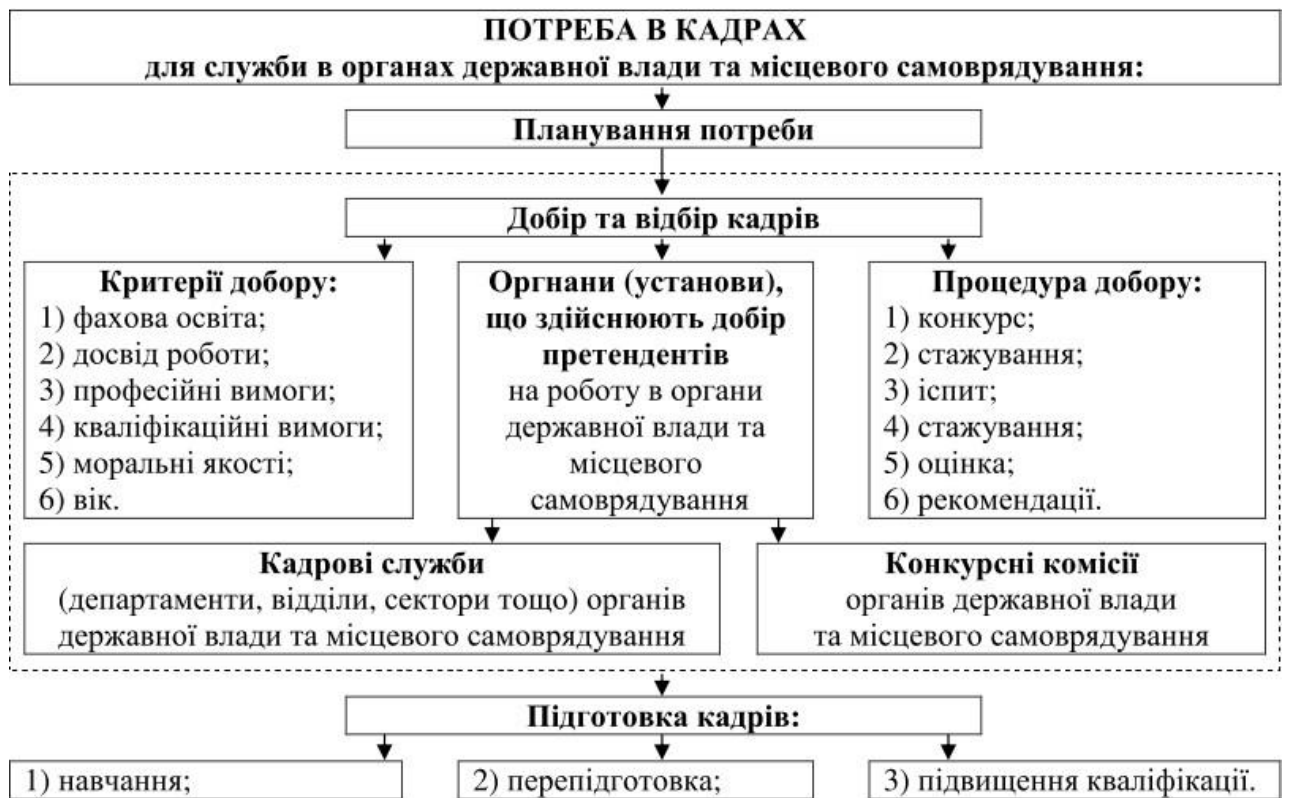 ПОТРЕБА В КАДРАХ
для служби в органах державної влади та місцевого самоврядування:
Планування потреби
Добір та відбір кадрів
Критерії добору:
1) фахова освіта;
2) досвід роботи;
3) професійні вимоги;
4) кваліфікаційні вимоги;
5) моральні якості;
6) вік.
Оргнани (установи),
що здійснюють добір
претендентів
на роботу в органи
державної влади та
місцевого
самоврядування
Процедура добору:
1) конкурс;
2) стажування;
3) іспит;
4) стажування;
5) оцінка;
6) рекомендації.
Кадрові служби
(департаменти, відділи, сектори тощо) органів
державної влади та місцевого самоврядування
Конкурсні комісії
органів державної влади
та місцевого самоврядування
Підготовка кадрів:
1) навчання;
2) перепідготовка;
3) підвищення кваліфікації.